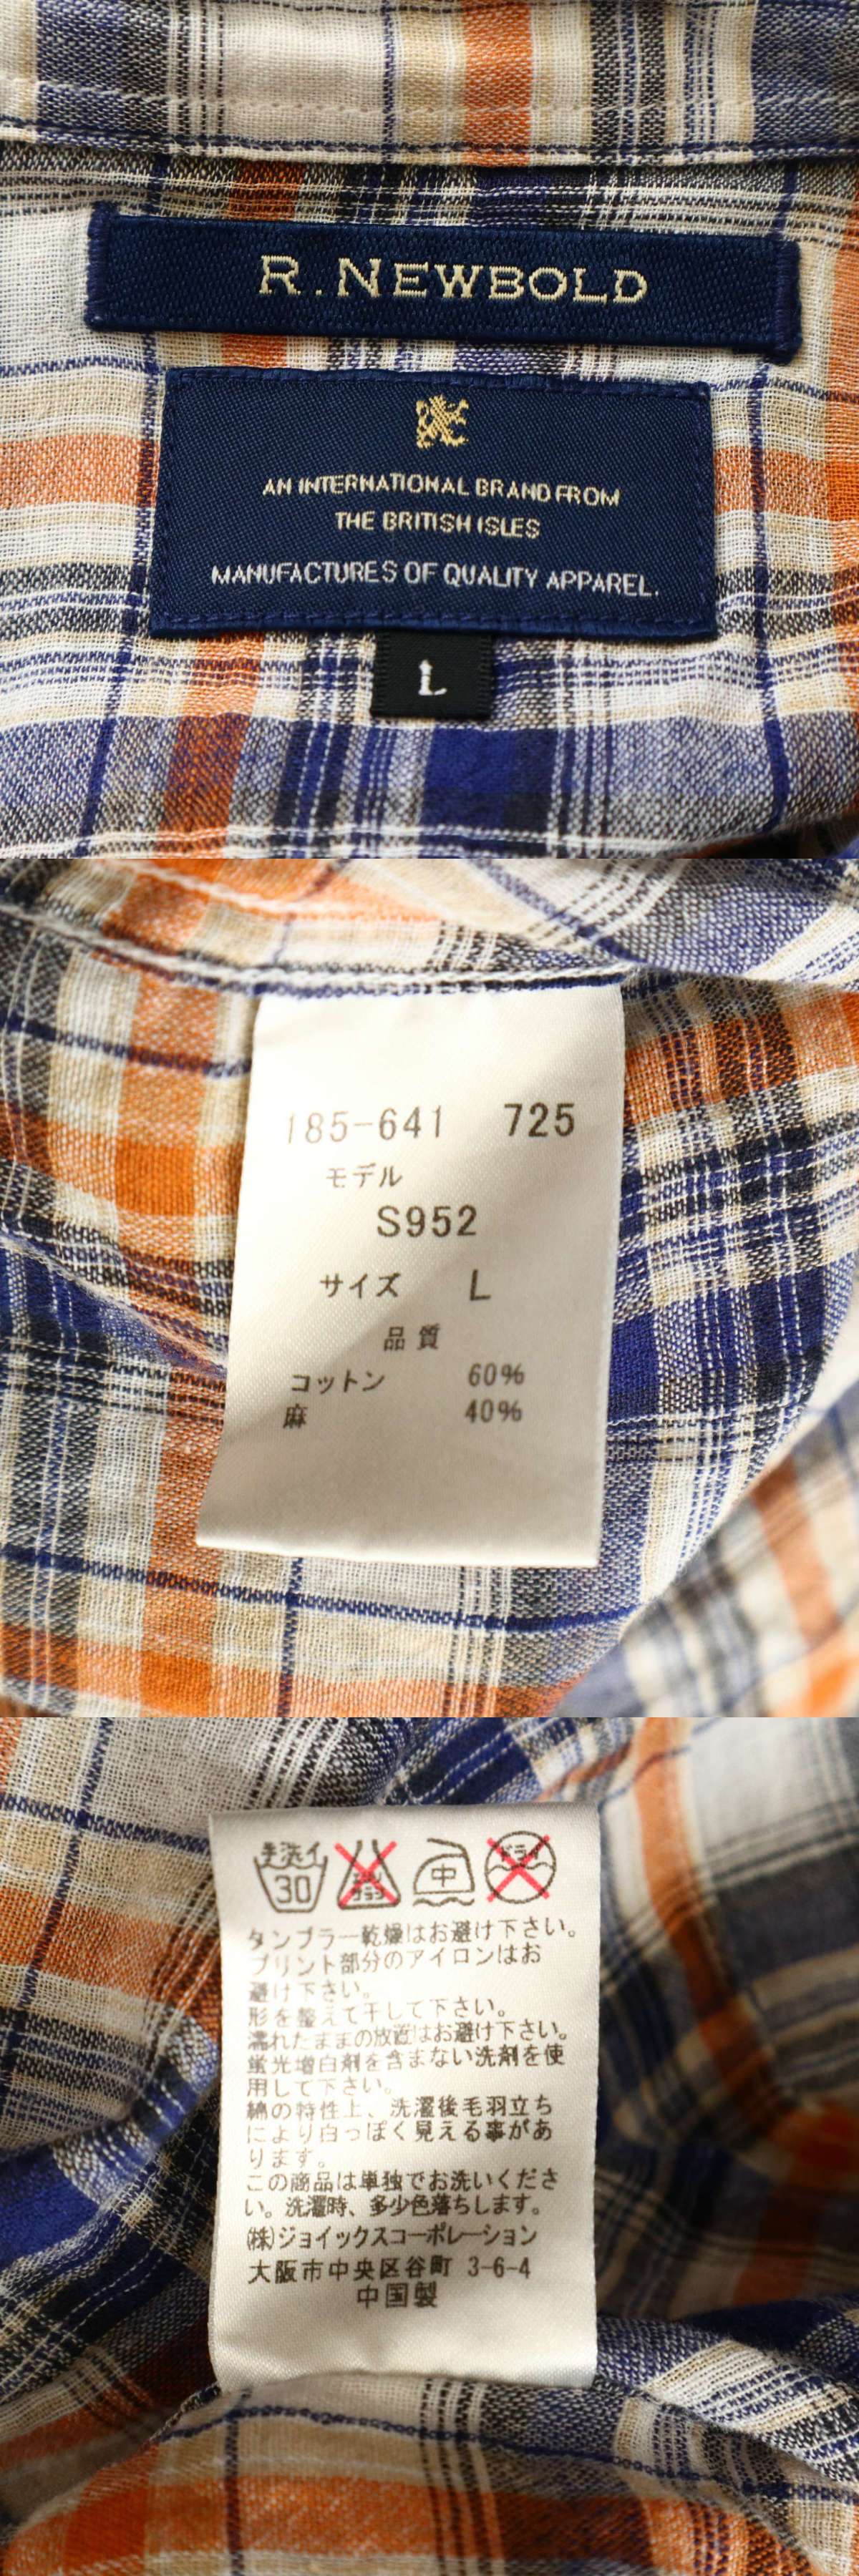 R. NEWBOLD
AN INTERNATIONAL BRAND FROM
THE BRITISH ISLES
MANUFACTURES OF QUALITY APPAREL.
L
185-641 725
モデル
S952
サイズ L
品質
コットン 60%
麻 40%
手洗イ
30
エンソ
サラシ
中
ドライ
タンブラー乾燥はお避け下さい。
プリント部分のアイロンはお
避け下さい。
形を整えて干して下さい。
濡れたままの放置はお避け下さい。
蛍光増白剤を含まない洗剤を使
用して下さい。
綿の特性上、洗濯後毛羽立ち
により白っぽく見える事があ
ります。
この商品は単独でお洗いくださ
い。洗濯時、多少色落ちします。
㈱ジョイックスコーポレーション
大阪市中央区谷町 3-6-4
中国製